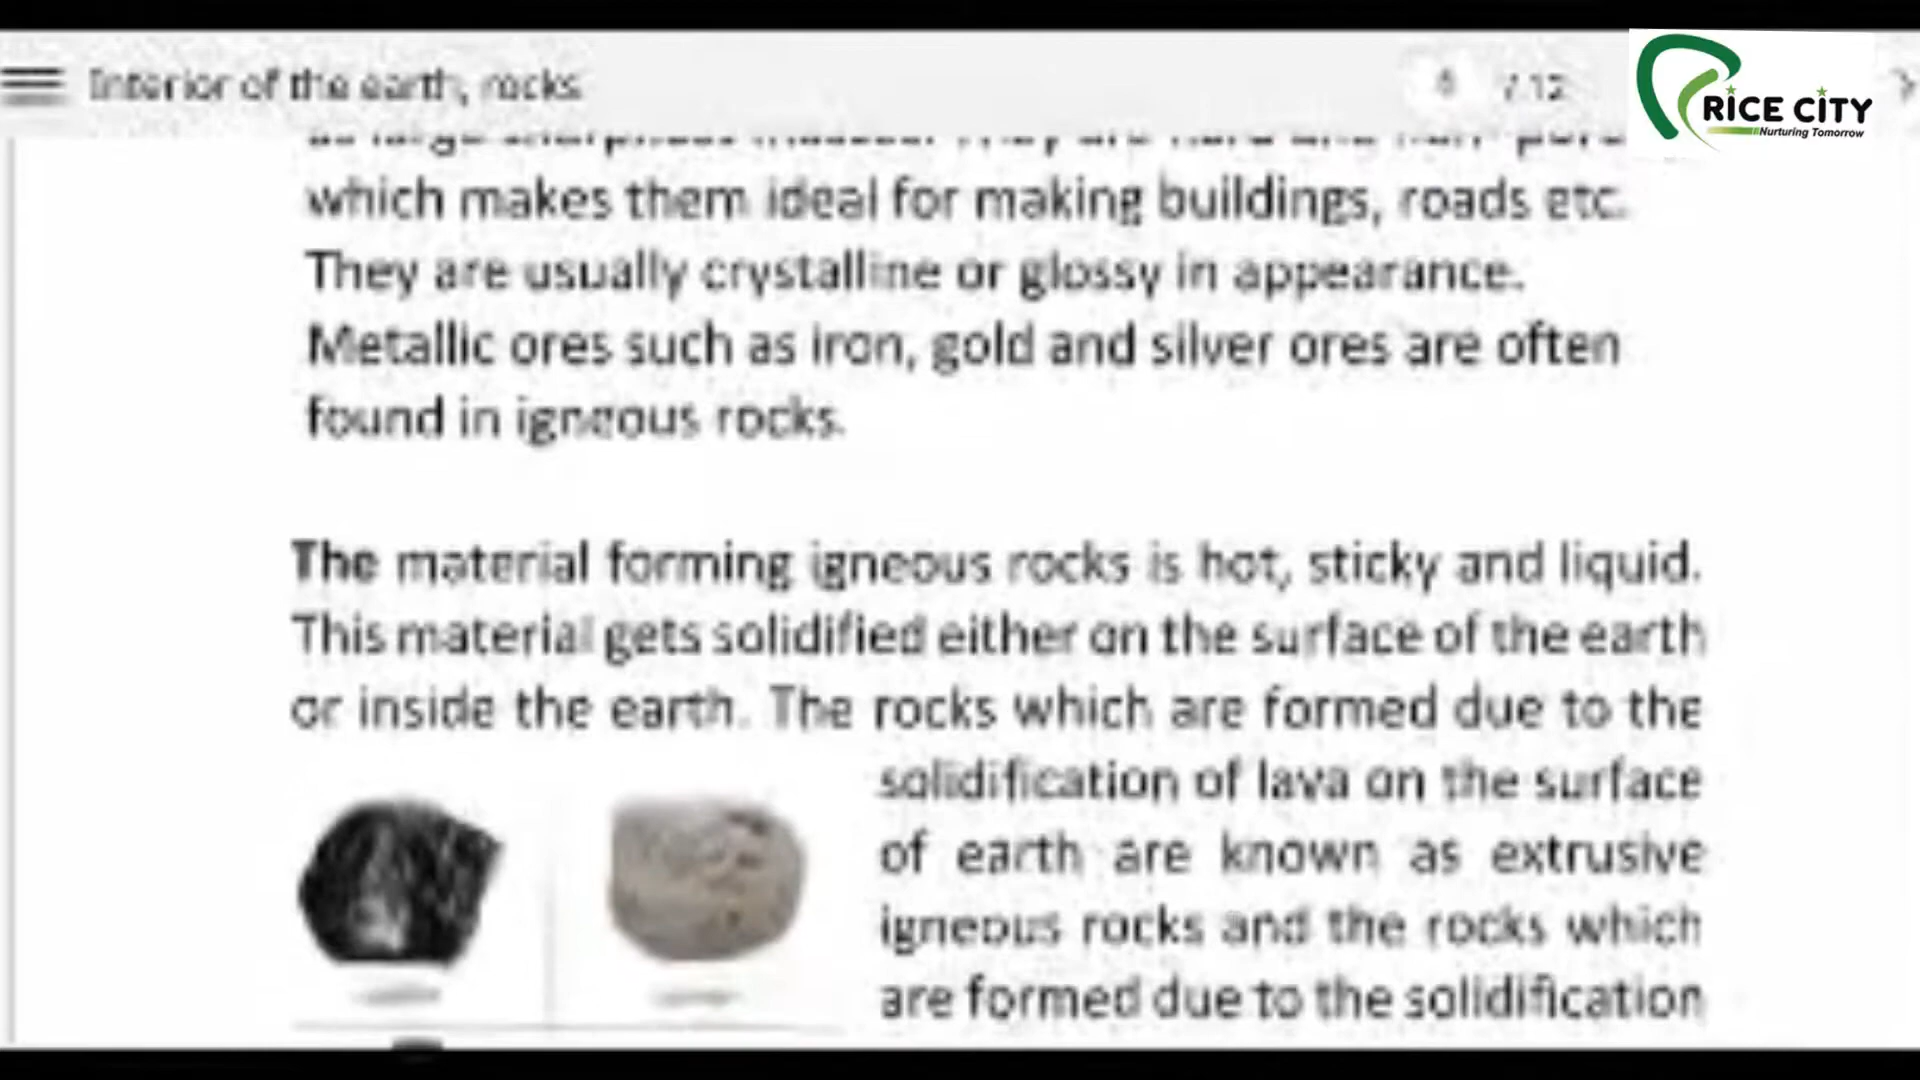 Interior of the earth, rocks
/ 12
RICE CITY
Nurturing Tomorrow
as large
which makes them ideal for making buildings, roads etc.
They are usually crystalline or glossy in appearance.
Metallic ores such as iron, gold and silver ores are often
found in igneous rocks.
The material forming igneous rocks is hot, sticky and liquid.
This material gets solidified either on the surface of the earth
or inside the earth. The rocks which are formed due to the
solidification of lava on the surface
of earth are known as extrusive
igneous rocks and the rocks which
are formed due to the solidification